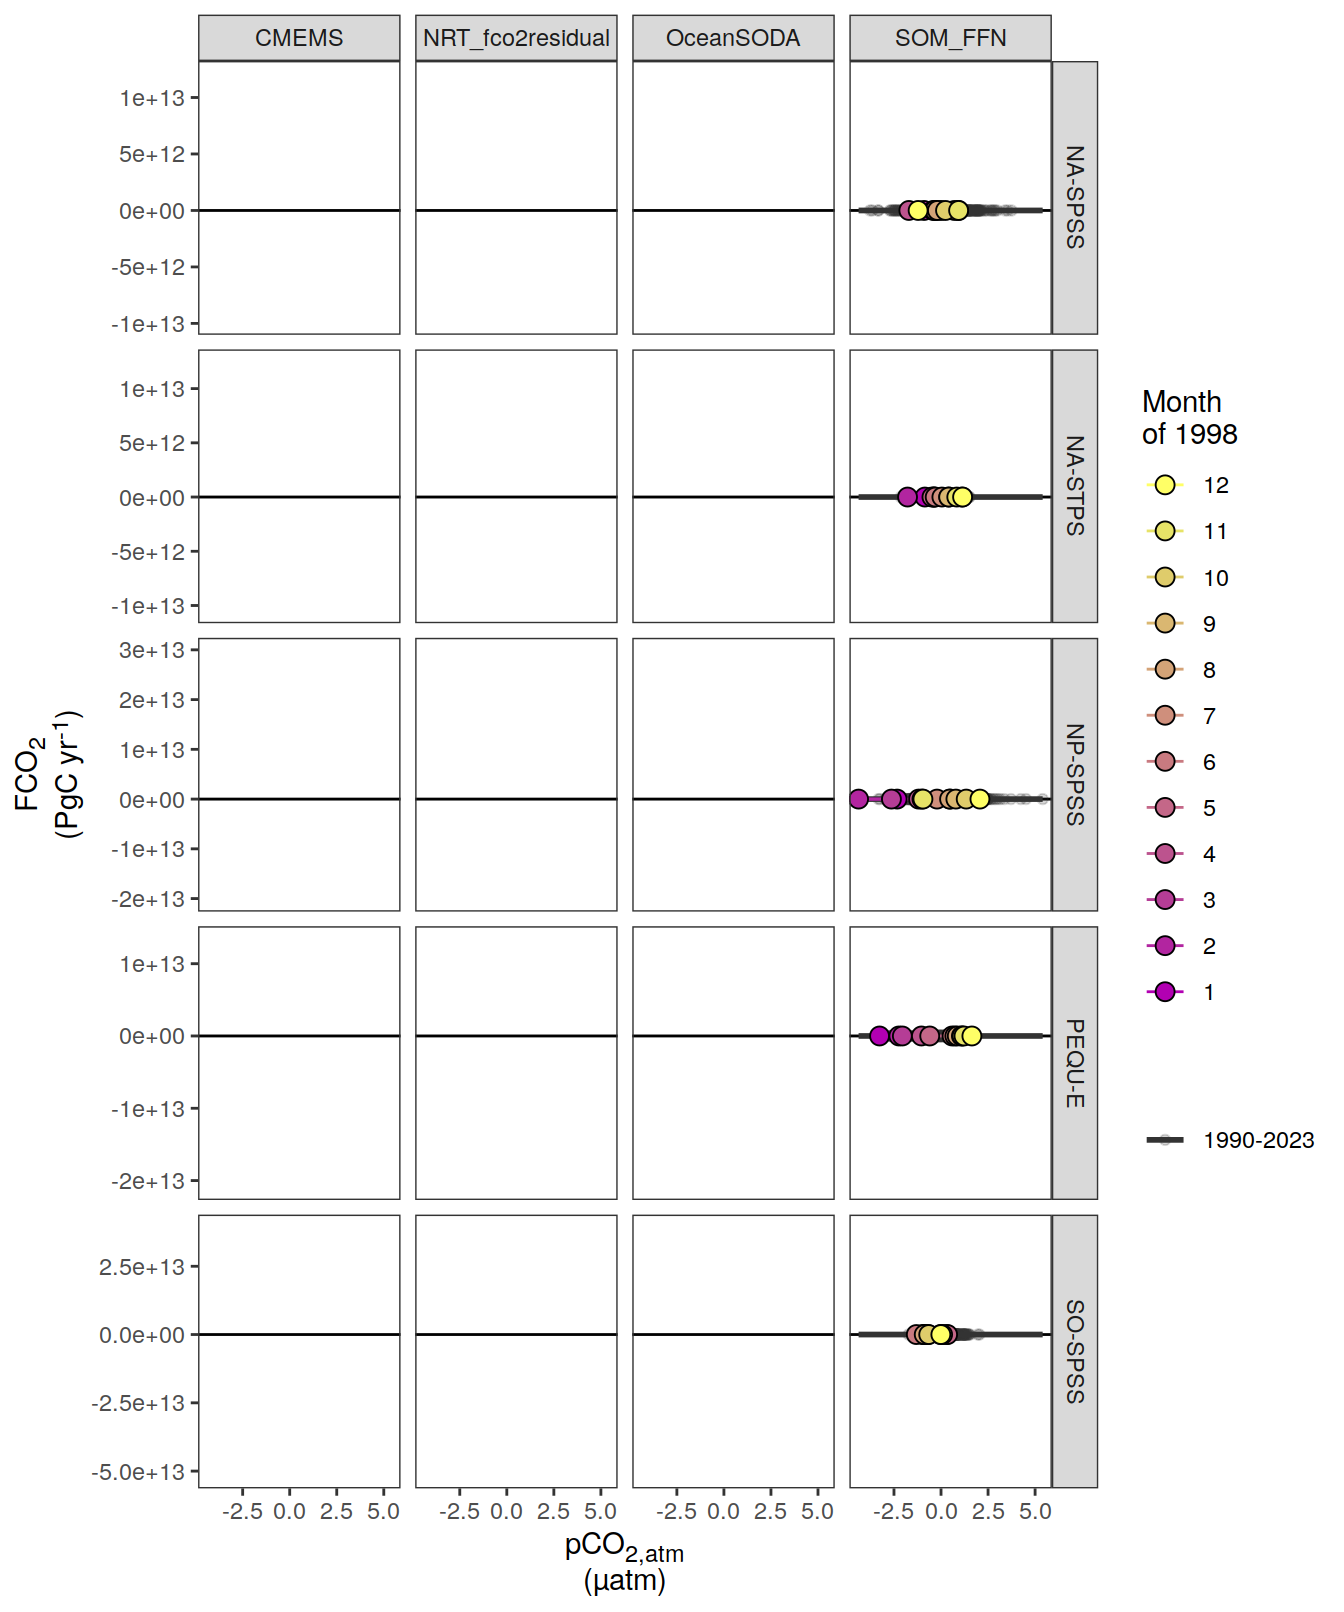 CMEMS NRT_fco2residual OceanSODA SOM_FFN
1e+13
5e+12
0e+00
-5e+12
-1e+13
NA-SPSS
1e+13
5e+12
0e+00
-5e+12
-1e+13
NA-STPS
3e+13
2e+13
1e+13
0e+00
-1e+13
-2e+13
NP-SPSS
1e+13
0e+00
-1e+13
-2e+13
PEQU-E
2.5e+13
0.0e+00
-2.5e+13
-5.0e+13
SO-SPSS
-2.5 0.0 2.5 5.0 -2.5 0.0 2.5 5.0 -2.5 0.0 2.5 5.0 -2.5 0.0 2.5 5.0
pCO2,atm
(µatm)
FCO2
(PgC yr-1)
Month
of 1998
12
11
10
9
8
7
6
5
4
3
2
1
1990-2023